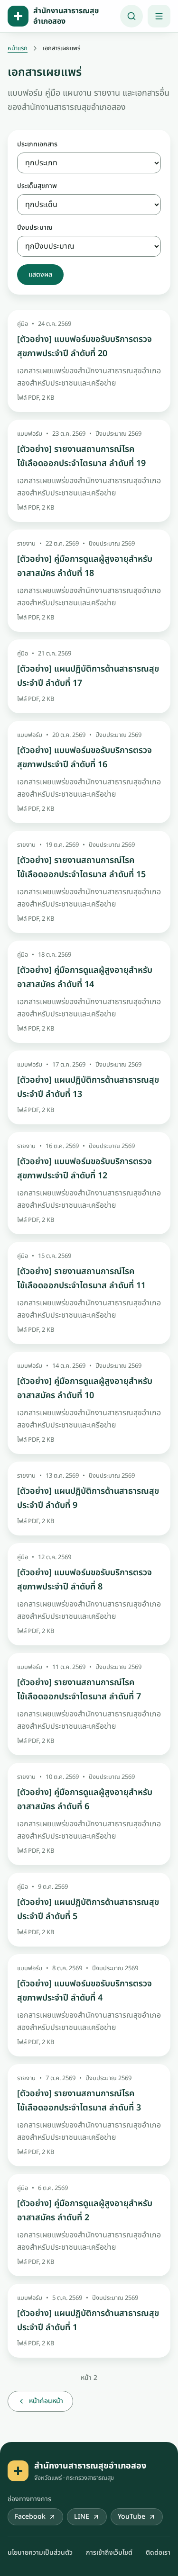 สำนักงานสาธารณสุข
อำเภอสอง
หน้าแรก > เอกสารเผยแพร่
เอกสารเผยแพร่
แบบฟอร์ม คู่มือ แผนงาน รายงาน และเอกสารอื่น
ของสำนักงานสาธารณสุขอำเภอสอง
ประเภทเอกสาร
ทุกประเภท
ประเด็นสุขภาพ
ทุกประเด็น
ปีงบประมาณ
ทุกปีงบประมาณ
แสดงผล
คู่มือ • 24 ต.ค. 2569
[ตัวอย่าง] แบบฟอร์มขอรับบริการตรวจ
สุขภาพประจำปี ลำดับที่ 20
เอกสารเผยแพร่ของสำนักงานสาธารณสุขอำเภอ
สองสำหรับประชาชนและเครือข่าย
ไฟล์ PDF, 2 KB
แบบฟอร์ม • 23 ต.ค. 2569 • ปีงบประมาณ 2569
[ตัวอย่าง] รายงานสถานการณ์โรค
ไข้เลือดออกประจำไตรมาส ลำดับที่ 19
เอกสารเผยแพร่ของสำนักงานสาธารณสุขอำเภอ
สองสำหรับประชาชนและเครือข่าย
ไฟล์ PDF, 2 KB
รายงาน • 22 ต.ค. 2569 • ปีงบประมาณ 2569
[ตัวอย่าง] คู่มือการดูแลผู้สูงอายุสำหรับ
อาสาสมัคร ลำดับที่ 18
เอกสารเผยแพร่ของสำนักงานสาธารณสุขอำเภอ
สองสำหรับประชาชนและเครือข่าย
ไฟล์ PDF, 2 KB
คู่มือ • 21 ต.ค. 2569
[ตัวอย่าง] แผนปฏิบัติการด้านสาธารณสุข
ประจำปี ลำดับที่ 17
ไฟล์ PDF, 2 KB
แบบฟอร์ม • 20 ต.ค. 2569 • ปีงบประมาณ 2569
[ตัวอย่าง] แบบฟอร์มขอรับบริการตรวจ
สุขภาพประจำปี ลำดับที่ 16
เอกสารเผยแพร่ของสำนักงานสาธารณสุขอำเภอ
สองสำหรับประชาชนและเครือข่าย
ไฟล์ PDF, 2 KB
รายงาน • 19 ต.ค. 2569 • ปีงบประมาณ 2569
[ตัวอย่าง] รายงานสถานการณ์โรค
ไข้เลือดออกประจำไตรมาส ลำดับที่ 15
เอกสารเผยแพร่ของสำนักงานสาธารณสุขอำเภอ
สองสำหรับประชาชนและเครือข่าย
ไฟล์ PDF, 2 KB
คู่มือ • 18 ต.ค. 2569
[ตัวอย่าง] คู่มือการดูแลผู้สูงอายุสำหรับ
อาสาสมัคร ลำดับที่ 14
เอกสารเผยแพร่ของสำนักงานสาธารณสุขอำเภอ
สองสำหรับประชาชนและเครือข่าย
ไฟล์ PDF, 2 KB
แบบฟอร์ม • 17 ต.ค. 2569 • ปีงบประมาณ 2569
[ตัวอย่าง] แผนปฏิบัติการด้านสาธารณสุข
ประจำปี ลำดับที่ 13
ไฟล์ PDF, 2 KB
รายงาน • 16 ต.ค. 2569 • ปีงบประมาณ 2569
[ตัวอย่าง] แบบฟอร์มขอรับบริการตรวจ
สุขภาพประจำปี ลำดับที่ 12
เอกสารเผยแพร่ของสำนักงานสาธารณสุขอำเภอ
สองสำหรับประชาชนและเครือข่าย
ไฟล์ PDF, 2 KB
คู่มือ • 15 ต.ค. 2569
[ตัวอย่าง] รายงานสถานการณ์โรค
ไข้เลือดออกประจำไตรมาส ลำดับที่ 11
เอกสารเผยแพร่ของสำนักงานสาธารณสุขอำเภอ
สองสำหรับประชาชนและเครือข่าย
ไฟล์ PDF, 2 KB
แบบฟอร์ม • 14 ต.ค. 2569 • ปีงบประมาณ 2569
[ตัวอย่าง] คู่มือการดูแลผู้สูงอายุสำหรับ
อาสาสมัคร ลำดับที่ 10
เอกสารเผยแพร่ของสำนักงานสาธารณสุขอำเภอ
สองสำหรับประชาชนและเครือข่าย
ไฟล์ PDF, 2 KB
รายงาน • 13 ต.ค. 2569 • ปีงบประมาณ 2569
[ตัวอย่าง] แผนปฏิบัติการด้านสาธารณสุข
ประจำปี ลำดับที่ 9
ไฟล์ PDF, 2 KB
คู่มือ • 12 ต.ค. 2569
[ตัวอย่าง] แบบฟอร์มขอรับบริการตรวจ
สุขภาพประจำปี ลำดับที่ 8
เอกสารเผยแพร่ของสำนักงานสาธารณสุขอำเภอ
สองสำหรับประชาชนและเครือข่าย
ไฟล์ PDF, 2 KB
แบบฟอร์ม • 11 ต.ค. 2569 • ปีงบประมาณ 2569
[ตัวอย่าง] รายงานสถานการณ์โรค
ไข้เลือดออกประจำไตรมาส ลำดับที่ 7
เอกสารเผยแพร่ของสำนักงานสาธารณสุขอำเภอ
สองสำหรับประชาชนและเครือข่าย
ไฟล์ PDF, 2 KB
รายงาน • 10 ต.ค. 2569 • ปีงบประมาณ 2569
[ตัวอย่าง] คู่มือการดูแลผู้สูงอายุสำหรับ
อาสาสมัคร ลำดับที่ 6
เอกสารเผยแพร่ของสำนักงานสาธารณสุขอำเภอ
สองสำหรับประชาชนและเครือข่าย
ไฟล์ PDF, 2 KB
คู่มือ • 9 ต.ค. 2569
[ตัวอย่าง] แผนปฏิบัติการด้านสาธารณสุข
ประจำปี ลำดับที่ 5
ไฟล์ PDF, 2 KB
แบบฟอร์ม • 8 ต.ค. 2569 • ปีงบประมาณ 2569
[ตัวอย่าง] แบบฟอร์มขอรับบริการตรวจ
สุขภาพประจำปี ลำดับที่ 4
เอกสารเผยแพร่ของสำนักงานสาธารณสุขอำเภอ
สองสำหรับประชาชนและเครือข่าย
ไฟล์ PDF, 2 KB
รายงาน • 7 ต.ค. 2569 • ปีงบประมาณ 2569
[ตัวอย่าง] รายงานสถานการณ์โรค
ไข้เลือดออกประจำไตรมาส ลำดับที่ 3
เอกสารเผยแพร่ของสำนักงานสาธารณสุขอำเภอ
สองสำหรับประชาชนและเครือข่าย
ไฟล์ PDF, 2 KB
คู่มือ • 6 ต.ค. 2569
[ตัวอย่าง] คู่มือการดูแลผู้สูงอายุสำหรับ
อาสาสมัคร ลำดับที่ 2
เอกสารเผยแพร่ของสำนักงานสาธารณสุขอำเภอ
สองสำหรับประชาชนและเครือข่าย
ไฟล์ PDF, 2 KB
แบบฟอร์ม • 5 ต.ค. 2569 • ปีงบประมาณ 2569
[ตัวอย่าง] แผนปฏิบัติการด้านสาธารณสุข
ประจำปี ลำดับที่ 1
ไฟล์ PDF, 2 KB
หน้า 2
หน้าก่อนหน้า
สำนักงานสาธารณสุขอำเภอสอง
จังหวัดแพร่ · กระทรวงสาธารณสุข
ช่องทางทางการ
Facebook LINE YouTube
นโยบายความเป็นส่วนตัว การเข้าถึงเว็บไซต์ ติดต่อเรา